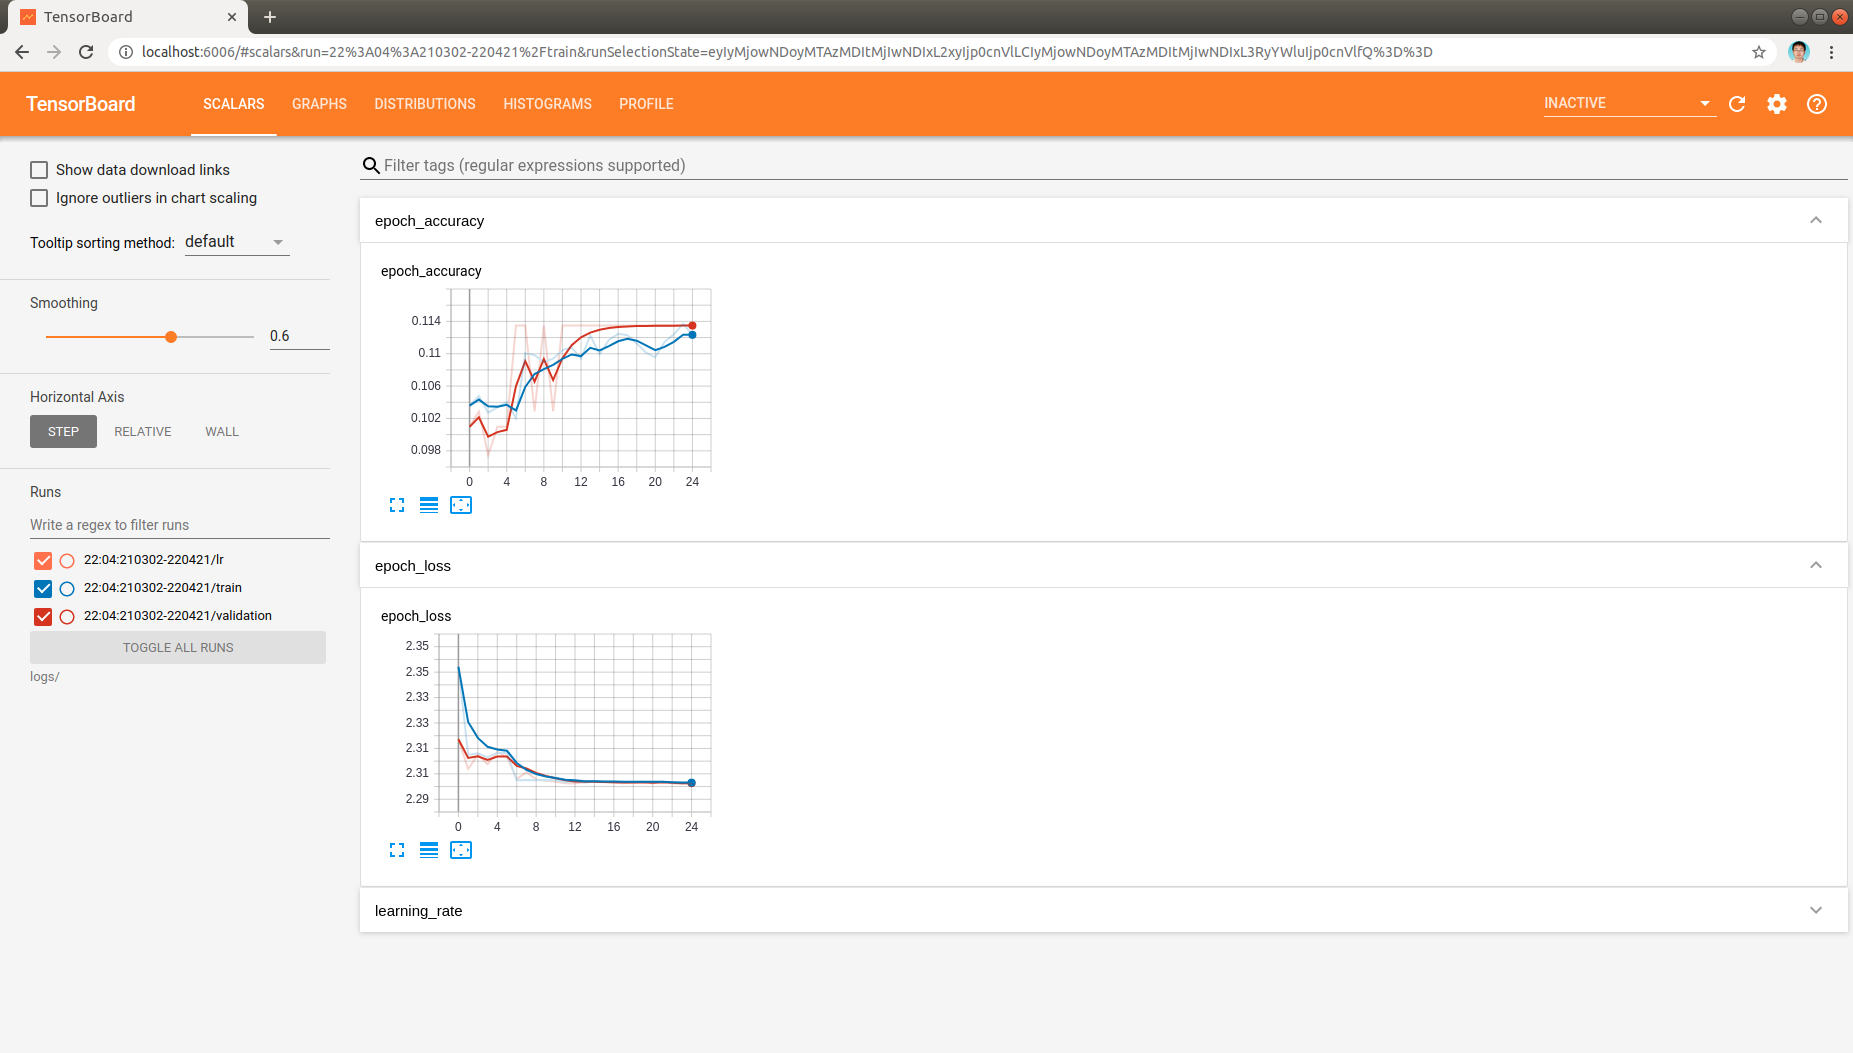 TensorBoard
localhost:6006/#scalars&run=22%3A04%3A210302-220421%2Ftrain&runSelectionState=eyIyMjowNDoyMTAzMDItMjIwNDIxL2xyIjp0cnVlLCIyMjowNDoyMTAzMDItMjIwNDIxL3RyYWluIjp0cnVlfQ%3D%3D
TensorBoard SCALARS GRAPHS DISTRIBUTIONS HISTOGRAMS PROFILE INACTIVE
Show data download links
Ignore outliers in chart scaling
Tooltip sorting method: default
Smoothing
0.6
Horizontal Axis
STEP RELATIVE WALL
Runs
Write a regex to filter runs
22:04:210302-220421/lr
22:04:210302-220421/train
22:04:210302-220421/validation
TOGGLE ALL RUNS
logs/
Filter tags (regular expressions supported)
epoch_accuracy
epoch_accuracy
0.114
0.11
0.106
0.102
0.098
0 4 8 12 16 20 24
epoch_loss
epoch_loss
2.35
2.35
2.33
2.33
2.31
2.31
2.29
0 4 8 12 16 20 24
learning_rate